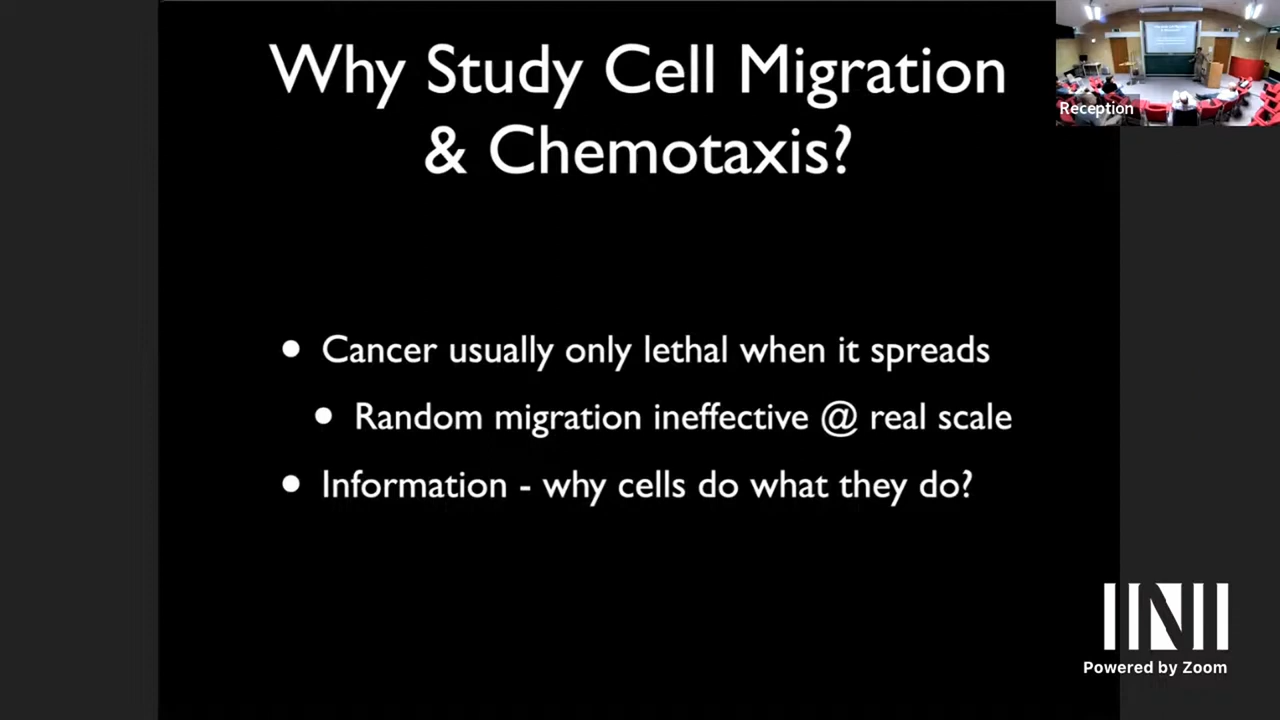 Why Study Cell Migration
& Chemotaxis?
Reception
• Cancer usually only lethal when it spreads
• Random migration ineffective @ real scale
• Information - why cells do what they do?
INI
Powered by Zoom